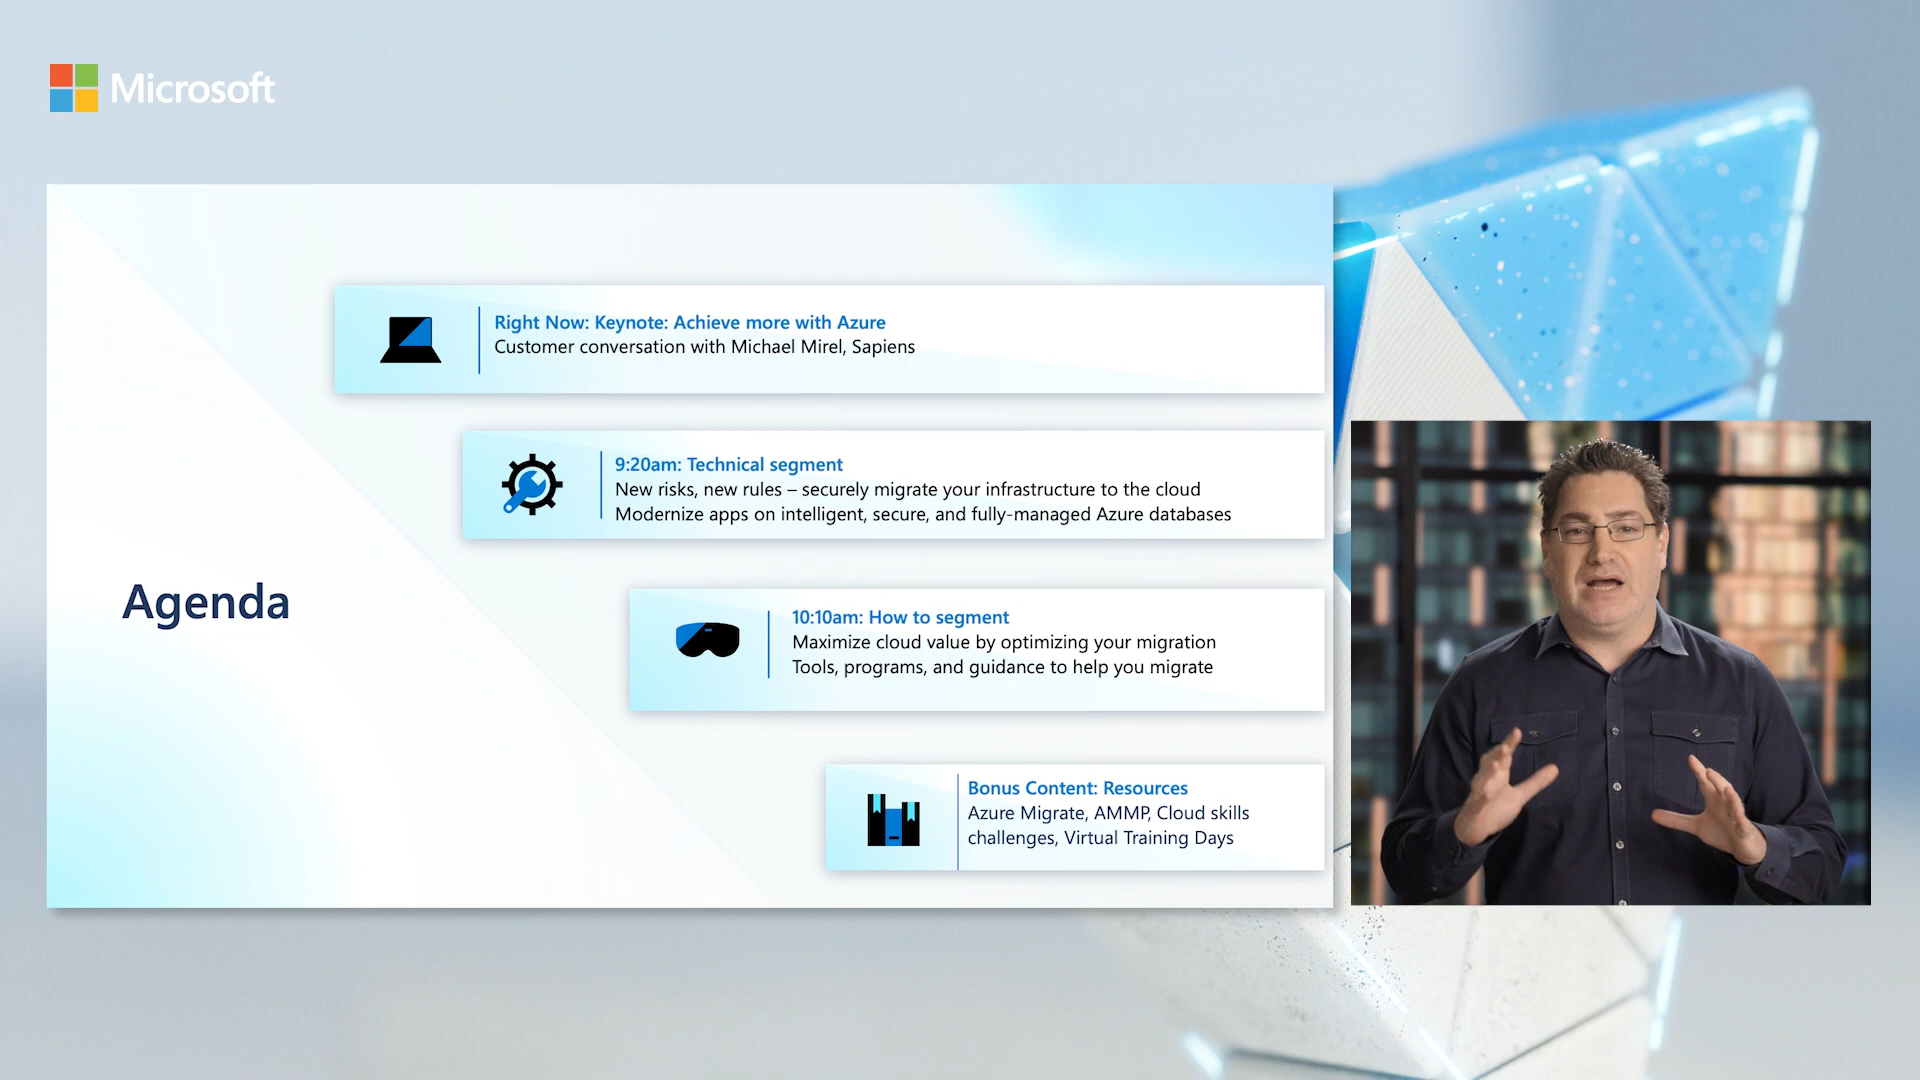 Microsoft
Agenda
Right Now: Keynote: Achieve more with Azure
Customer conversation with Michael Mirel, Sapiens
9:20am: Technical segment
New risks, new rules – securely migrate your infrastructure to the cloud
Modernize apps on intelligent, secure, and fully-managed Azure databases
10:10am: How to segment
Maximize cloud value by optimizing your migration
Tools, programs, and guidance to help you migrate
Bonus Content: Resources
Azure Migrate, AMMP, Cloud skills
challenges, Virtual Training Days